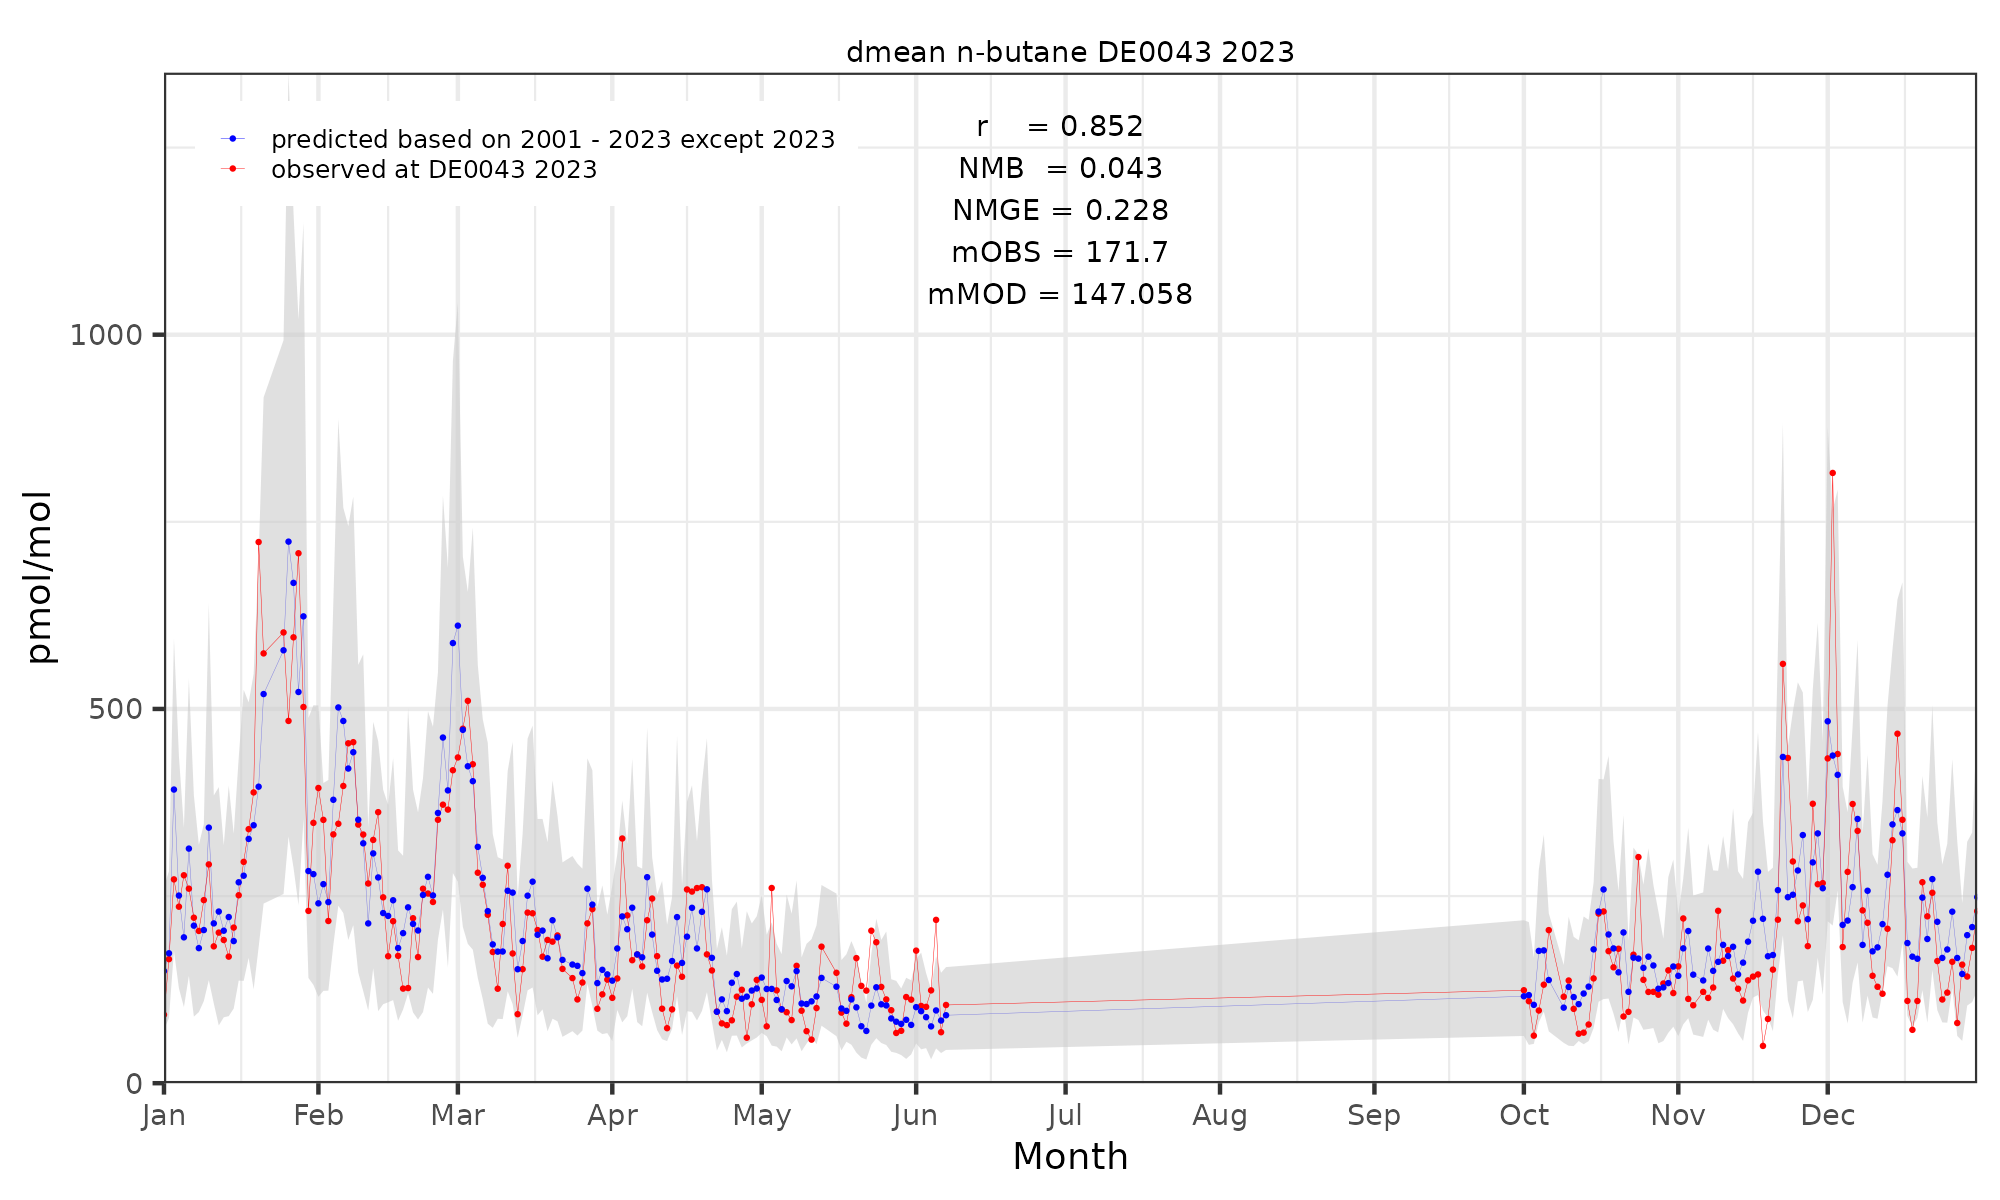 dmean n-butane DE0043 2023
predicted based on 2001 - 2023 except 2023
observed at DE0043 2023
r = 0.852
NMB = 0.043
NMGE = 0.228
mOBS = 171.7
mMOD = 147.058
pmol/mol
1000
500
0
Jan Feb Mar Apr May Jun Jul Aug Sep Oct Nov Dec
Month